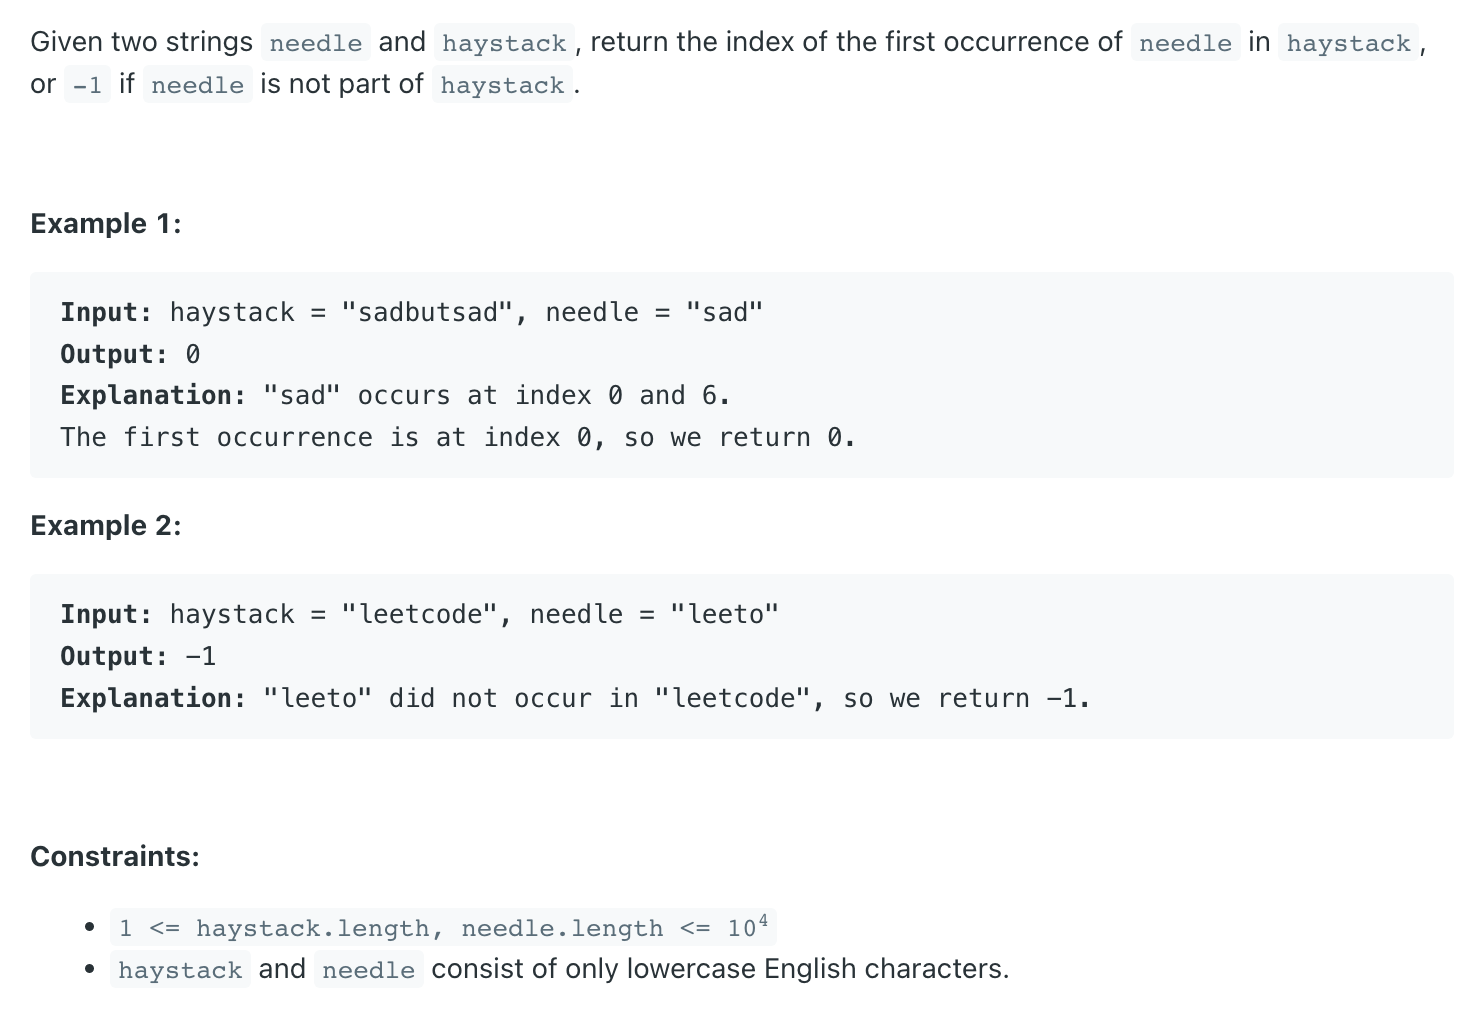 Given two strings needle and haystack, return the index of the first occurrence of needle in haystack,
or -1 if needle is not part of haystack.
Example 1:
Input: haystack = "sadbutsad", needle = "sad"
Output: 0
Explanation: "sad" occurs at index 0 and 6.
The first occurrence is at index 0, so we return 0.
Example 2:
Input: haystack = "leetcode", needle = "leeto"
Output: -1
Explanation: "leeto" did not occur in "leetcode", so we return -1.
Constraints:
• 1 <= haystack.length, needle.length <= 10⁴
• haystack and needle consist of only lowercase English characters.